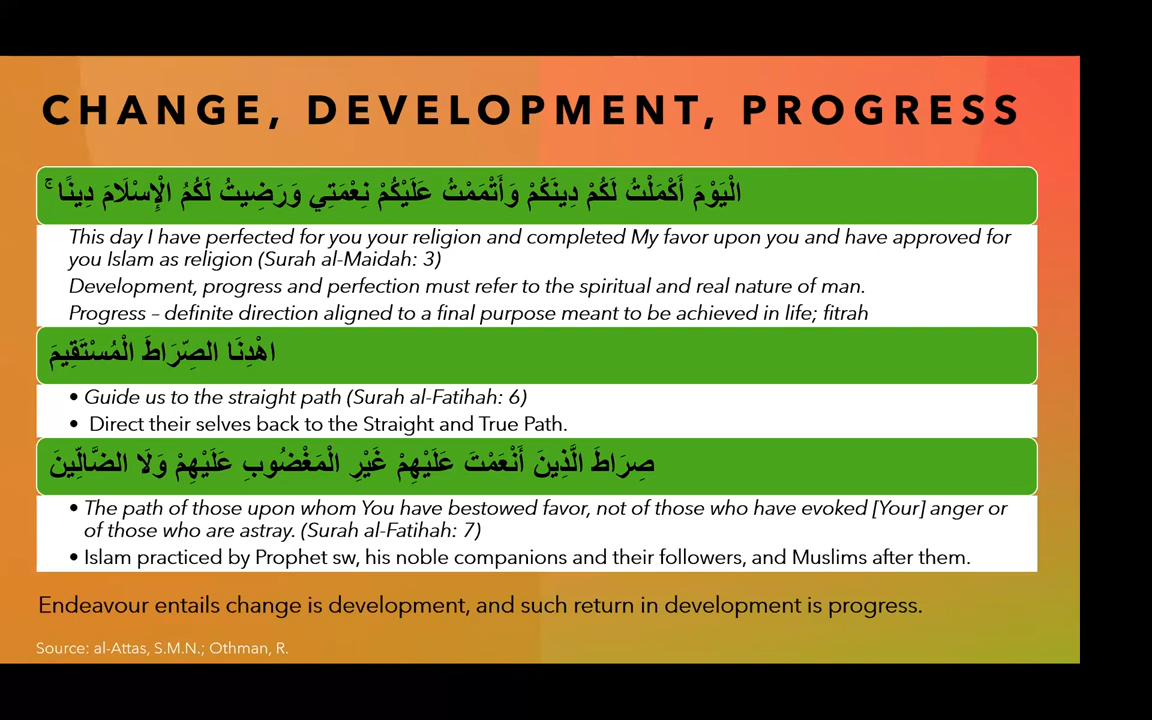 CHANGE, DEVELOPMENT, PROGRESS
الْيَوْمَ أَكْمَلْتُ لَكُمْ دِينَكُمْ وَأَتْمَمْتُ عَلَيْكُمْ نِعْمَتِي وَرَضِيتُ لَكُمُ الْإِسْلَامَ دِينًا ۚ
This day I have perfected for you your religion and completed My favor upon you and have approved for
you Islam as religion (Surah al-Maidah: 3)
Development, progress and perfection must refer to the spiritual and real nature of man.
Progress – definite direction aligned to a final purpose meant to be achieved in life; fitrah
اهْدِنَا الصِّرَاطَ الْمُسْتَقِيمَ
• Guide us to the straight path (Surah al-Fatihah: 6)
• Direct their selves back to the Straight and True Path.
صِرَاطَ الَّذِينَ أَنْعَمْتَ عَلَيْهِمْ غَيْرِ الْمَغْضُوبِ عَلَيْهِمْ وَلَا الضَّالِّينَ
• The path of those upon whom You have bestowed favor, not of those who have evoked [Your] anger or
of those who are astray. (Surah al-Fatihah: 7)
• Islam practiced by Prophet sw, his noble companions and their followers, and Muslims after them.
Endeavour entails change is development, and such return in development is progress.
Source: al-Attas, S.M.N.; Othman, R.